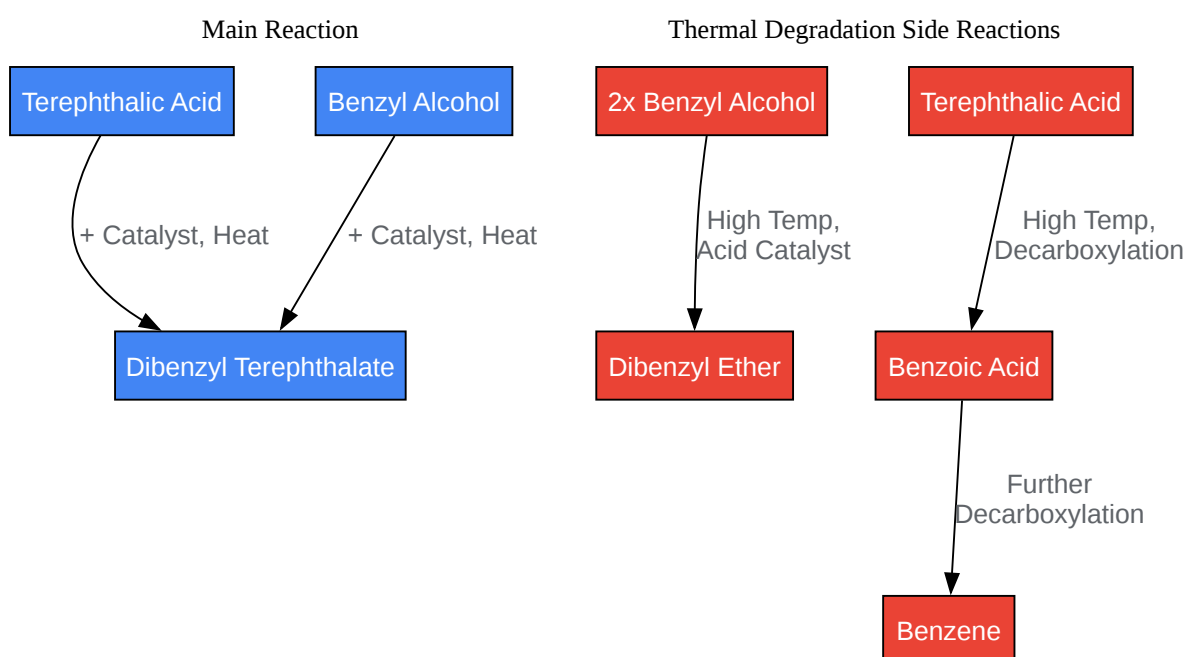 Main Reaction
Thermal Degradation Side Reactions
Terephthalic Acid
Benzyl Alcohol
2x Benzyl Alcohol
Terephthalic Acid
+ Catalyst, Heat
+ Catalyst, Heat
High Temp,
Acid Catalyst
High Temp,
Decarboxylation
Dibenzyl Terephthalate
Dibenzyl Ether
Benzoic Acid
Further
Decarboxylation
Benzene